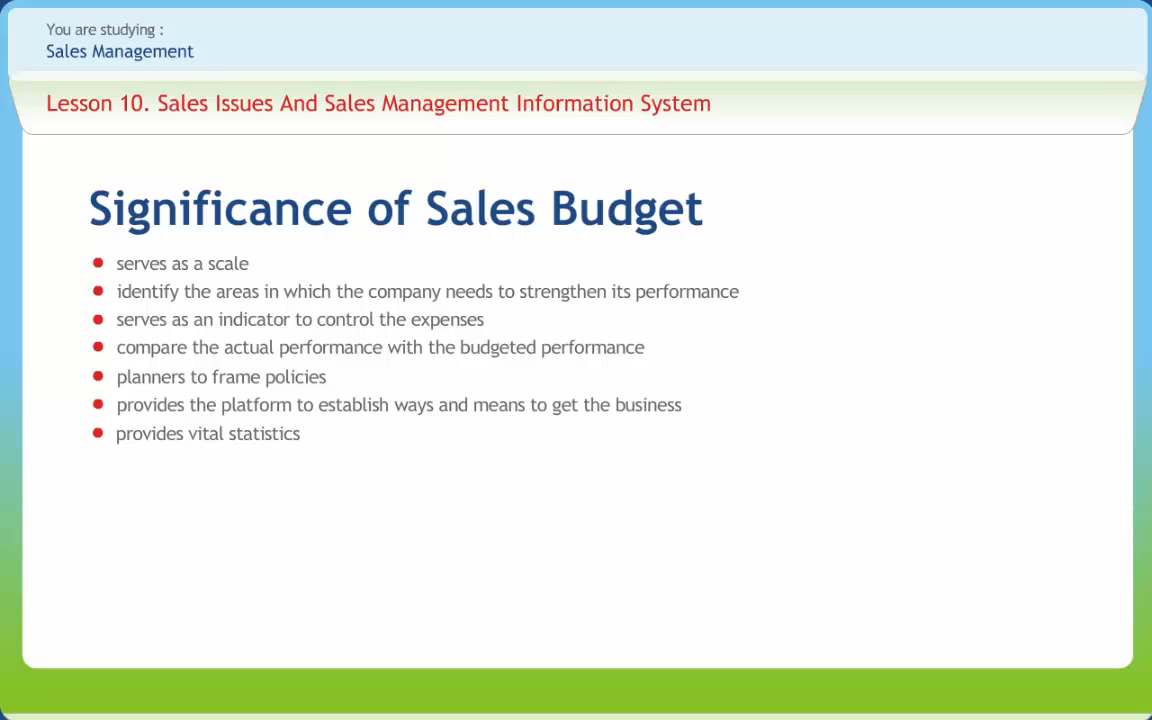 You are studying :
Sales Management
Lesson 10. Sales Issues And Sales Management Information System
Significance of Sales Budget
• serves as a scale
• identify the areas in which the company needs to strengthen its performance
• serves as an indicator to control the expenses
• compare the actual performance with the budgeted performance
• planners to frame policies
• provides the platform to establish ways and means to get the business
• provides vital statistics